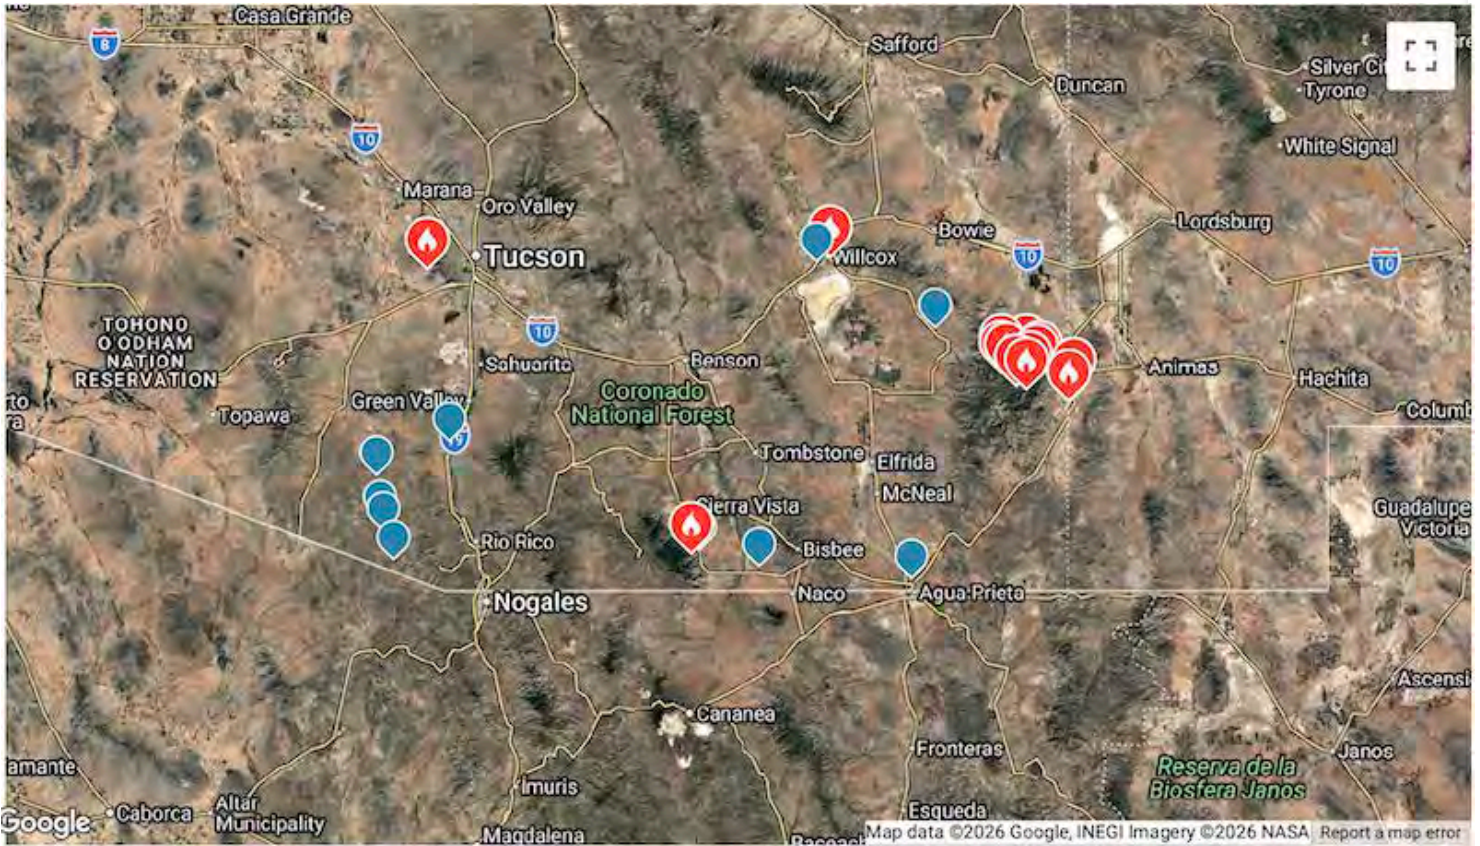 Casa Grande
8
Safford
Silver Ci
Tyrone
Duncan
10
White Signal
Marana
Oro Valley
Lordsburg
Bowie
Tucson
Willcox
10
10
TOHONO
O'ODHAM
NATION
RESERVATION
10
Sahuarita
Benson
Animas
Hachita
Coronado
National Forest
Green Valley
Topawa
rto
ra
Columb
19
Tombstone
Elfrida
McNeal
Sierra Vista
Guadalupe
Victoria
Rio Rico
Bisbee
Naco
Agua Prieta
Nogales
Ascensi
Cananea
Fronteras
Janos
amante
Reserva de la
Biosfera Janos
Imuris
Caborca
Altar
Municipality
Esqueda
Google
Magdalena
Bacoach
Map data ©2026 Google, INEGI Imagery ©2026 NASA
Report a map error